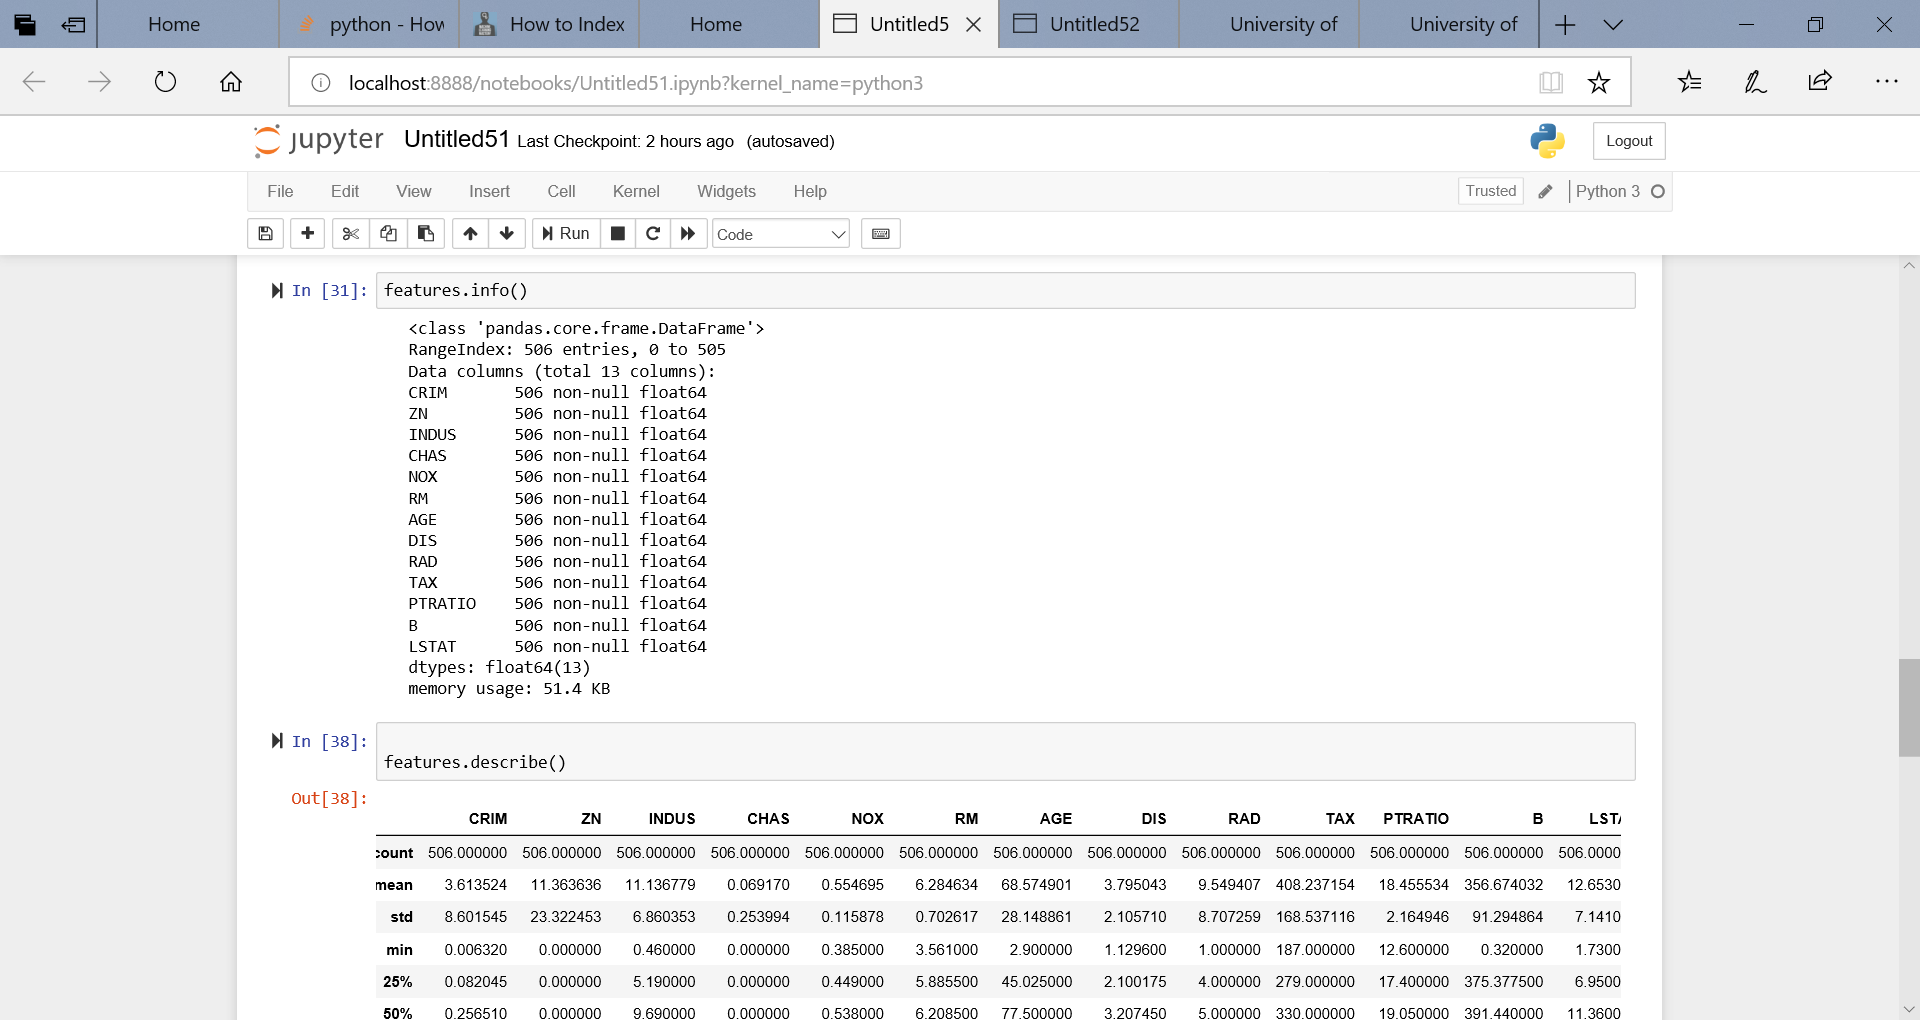 Home python - How How to Index Home Untitled5 Untitled52 University of University of
localhost:8888/notebooks/Untitled51.ipynb?kernel_name=python3
jupyter Untitled51 Last Checkpoint: 2 hours ago (autosaved) Logout
File Edit View Insert Cell Kernel Widgets Help Trusted Python 3
Run Code
In [31]: features.info()
<class 'pandas.core.frame.DataFrame'>
RangeIndex: 506 entries, 0 to 505
Data columns (total 13 columns):
CRIM 506 non-null float64
ZN 506 non-null float64
INDUS 506 non-null float64
CHAS 506 non-null float64
NOX 506 non-null float64
RM 506 non-null float64
AGE 506 non-null float64
DIS 506 non-null float64
RAD 506 non-null float64
TAX 506 non-null float64
PTRATIO 506 non-null float64
B 506 non-null float64
LSTAT 506 non-null float64
dtypes: float64(13)
memory usage: 51.4 KB
In [38]:
features.describe()
Out[38]:
CRIM ZN INDUS CHAS NOX RM AGE DIS RAD TAX PTRATIO B LSTA
count 506.000000 506.000000 506.000000 506.000000 506.000000 506.000000 506.000000 506.000000 506.000000 506.000000 506.000000 506.000000 506.0000
mean 3.613524 11.363636 11.136779 0.069170 0.554695 6.284634 68.574901 3.795043 9.549407 408.237154 18.455534 356.674032 12.6530
std 8.601545 23.322453 6.860353 0.253994 0.115878 0.702617 28.148861 2.105710 8.707259 168.537116 2.164946 91.294864 7.1410
min 0.006320 0.000000 0.460000 0.000000 0.385000 3.561000 2.900000 1.129600 1.000000 187.000000 12.600000 0.320000 1.7300
25% 0.082045 0.000000 5.190000 0.000000 0.449000 5.885500 45.025000 2.100175 4.000000 279.000000 17.400000 375.377500 6.9500
50% 0.256510 0.000000 9.690000 0.000000 0.538000 6.208500 77.500000 3.207450 5.000000 330.000000 19.050000 391.440000 11.3600